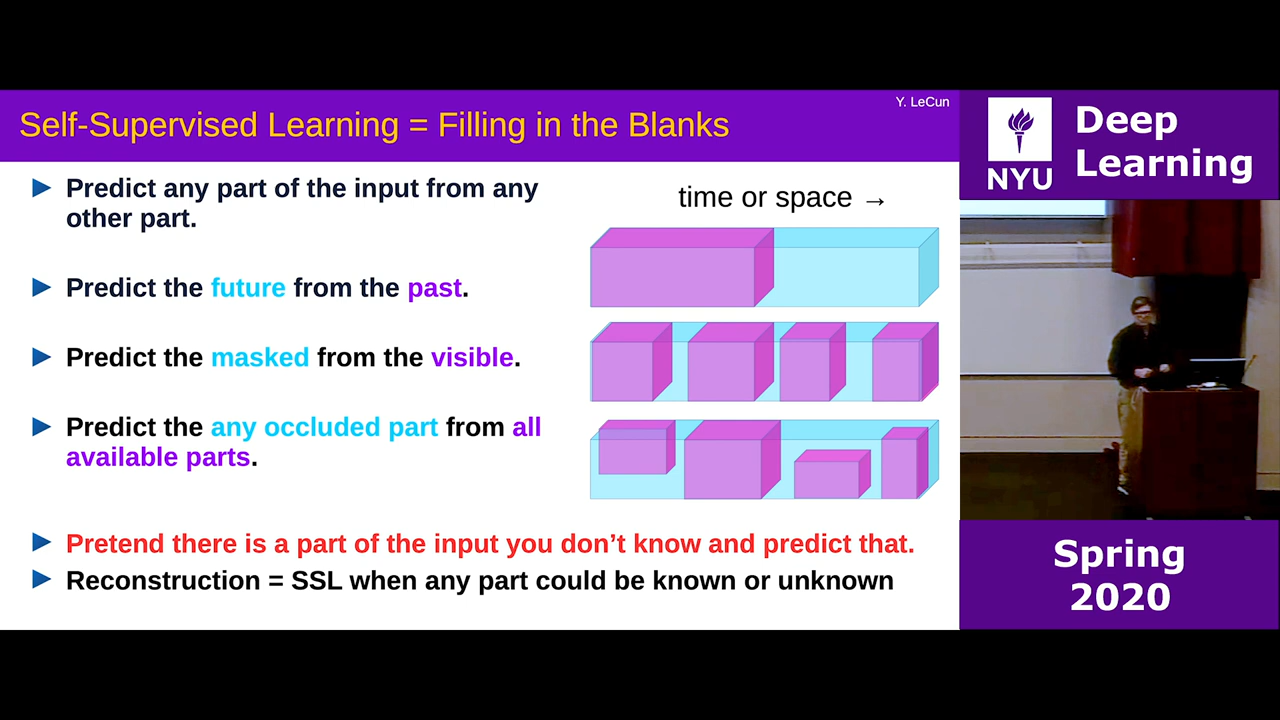 Y. LeCun
Self-Supervised Learning = Filling in the Blanks
Predict any part of the input from any
other part.
Predict the future from the past.
Predict the masked from the visible.
Predict the any occluded part from all
available parts.
Pretend there is a part of the input you don’t know and predict that.
Reconstruction = SSL when any part could be known or unknown
time or space →
NYU
Deep
Learning
Spring
2020